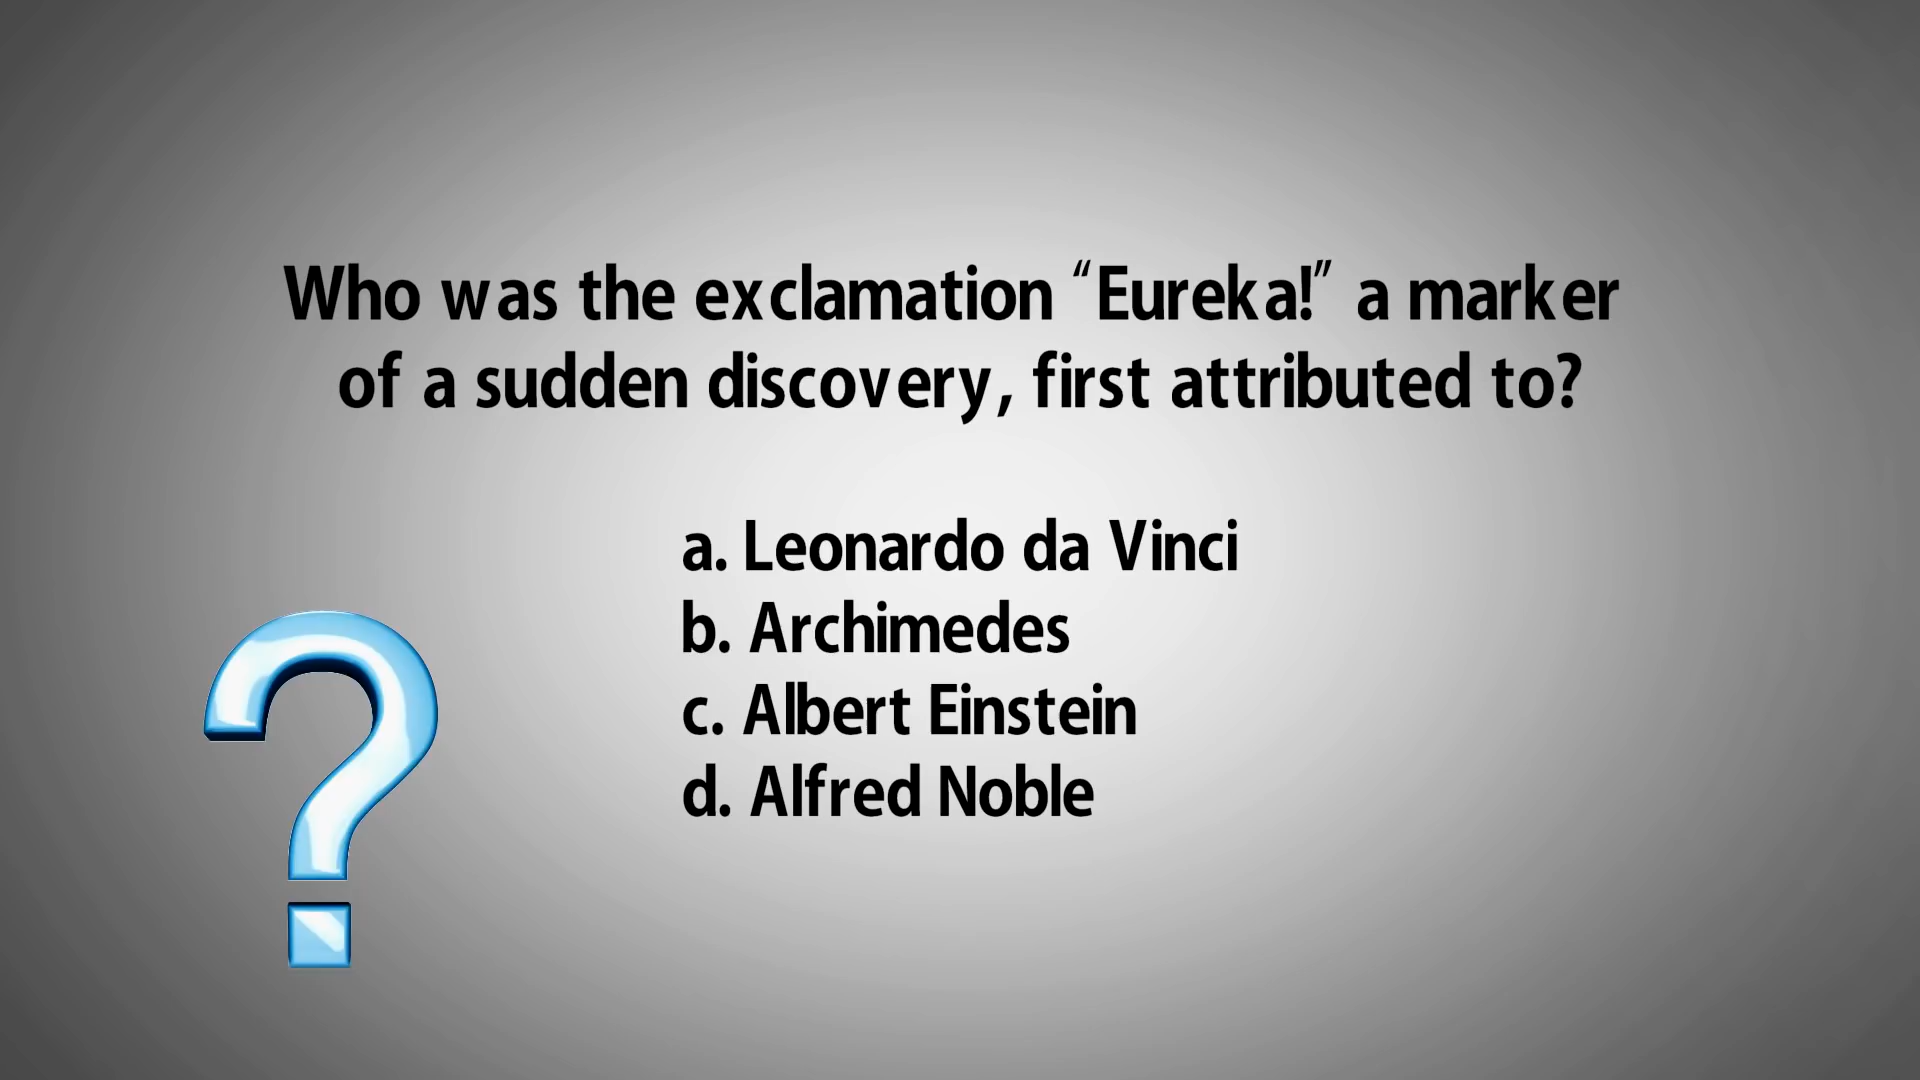 Who was the exclamation “Eureka!” a marker
of a sudden discovery, first attributed to?
a. Leonardo da Vinci
b. Archimedes
c. Albert Einstein
d. Alfred Noble